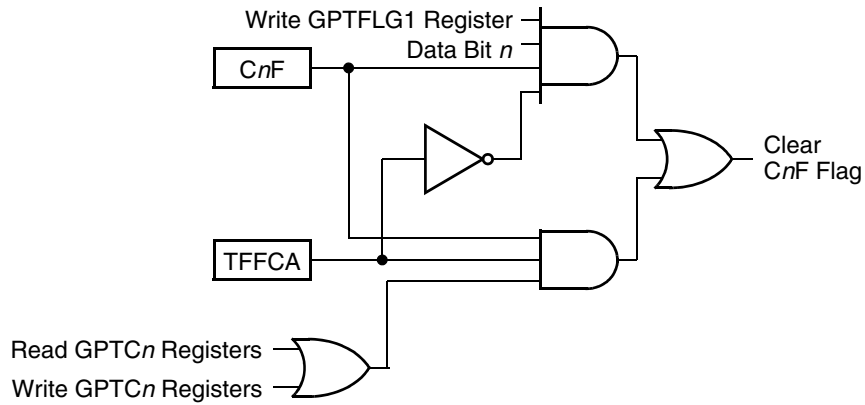 Write GPTFLG1 Register
Data Bit n
CnF
Clear
CnF Flag
TFFCA
Read GPTCn Registers
Write GPTCn Registers